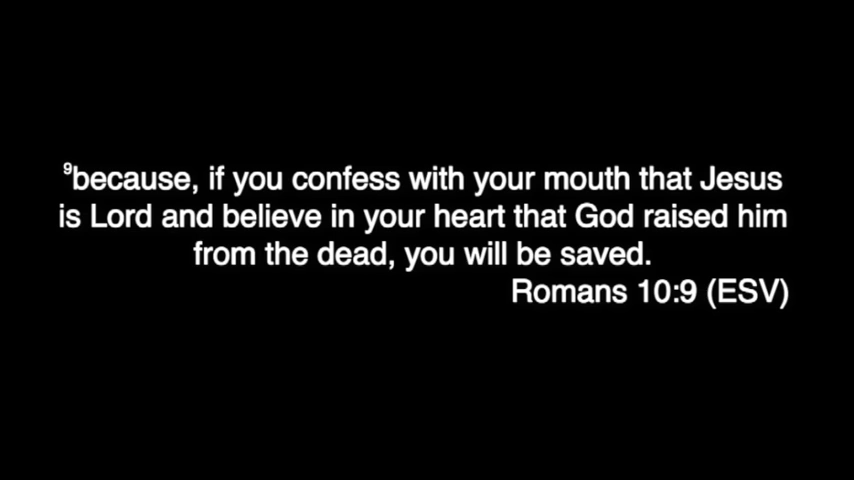 ⁹because, if you confess with your mouth that Jesus
is Lord and believe in your heart that God raised him
from the dead, you will be saved.
Romans 10:9 (ESV)